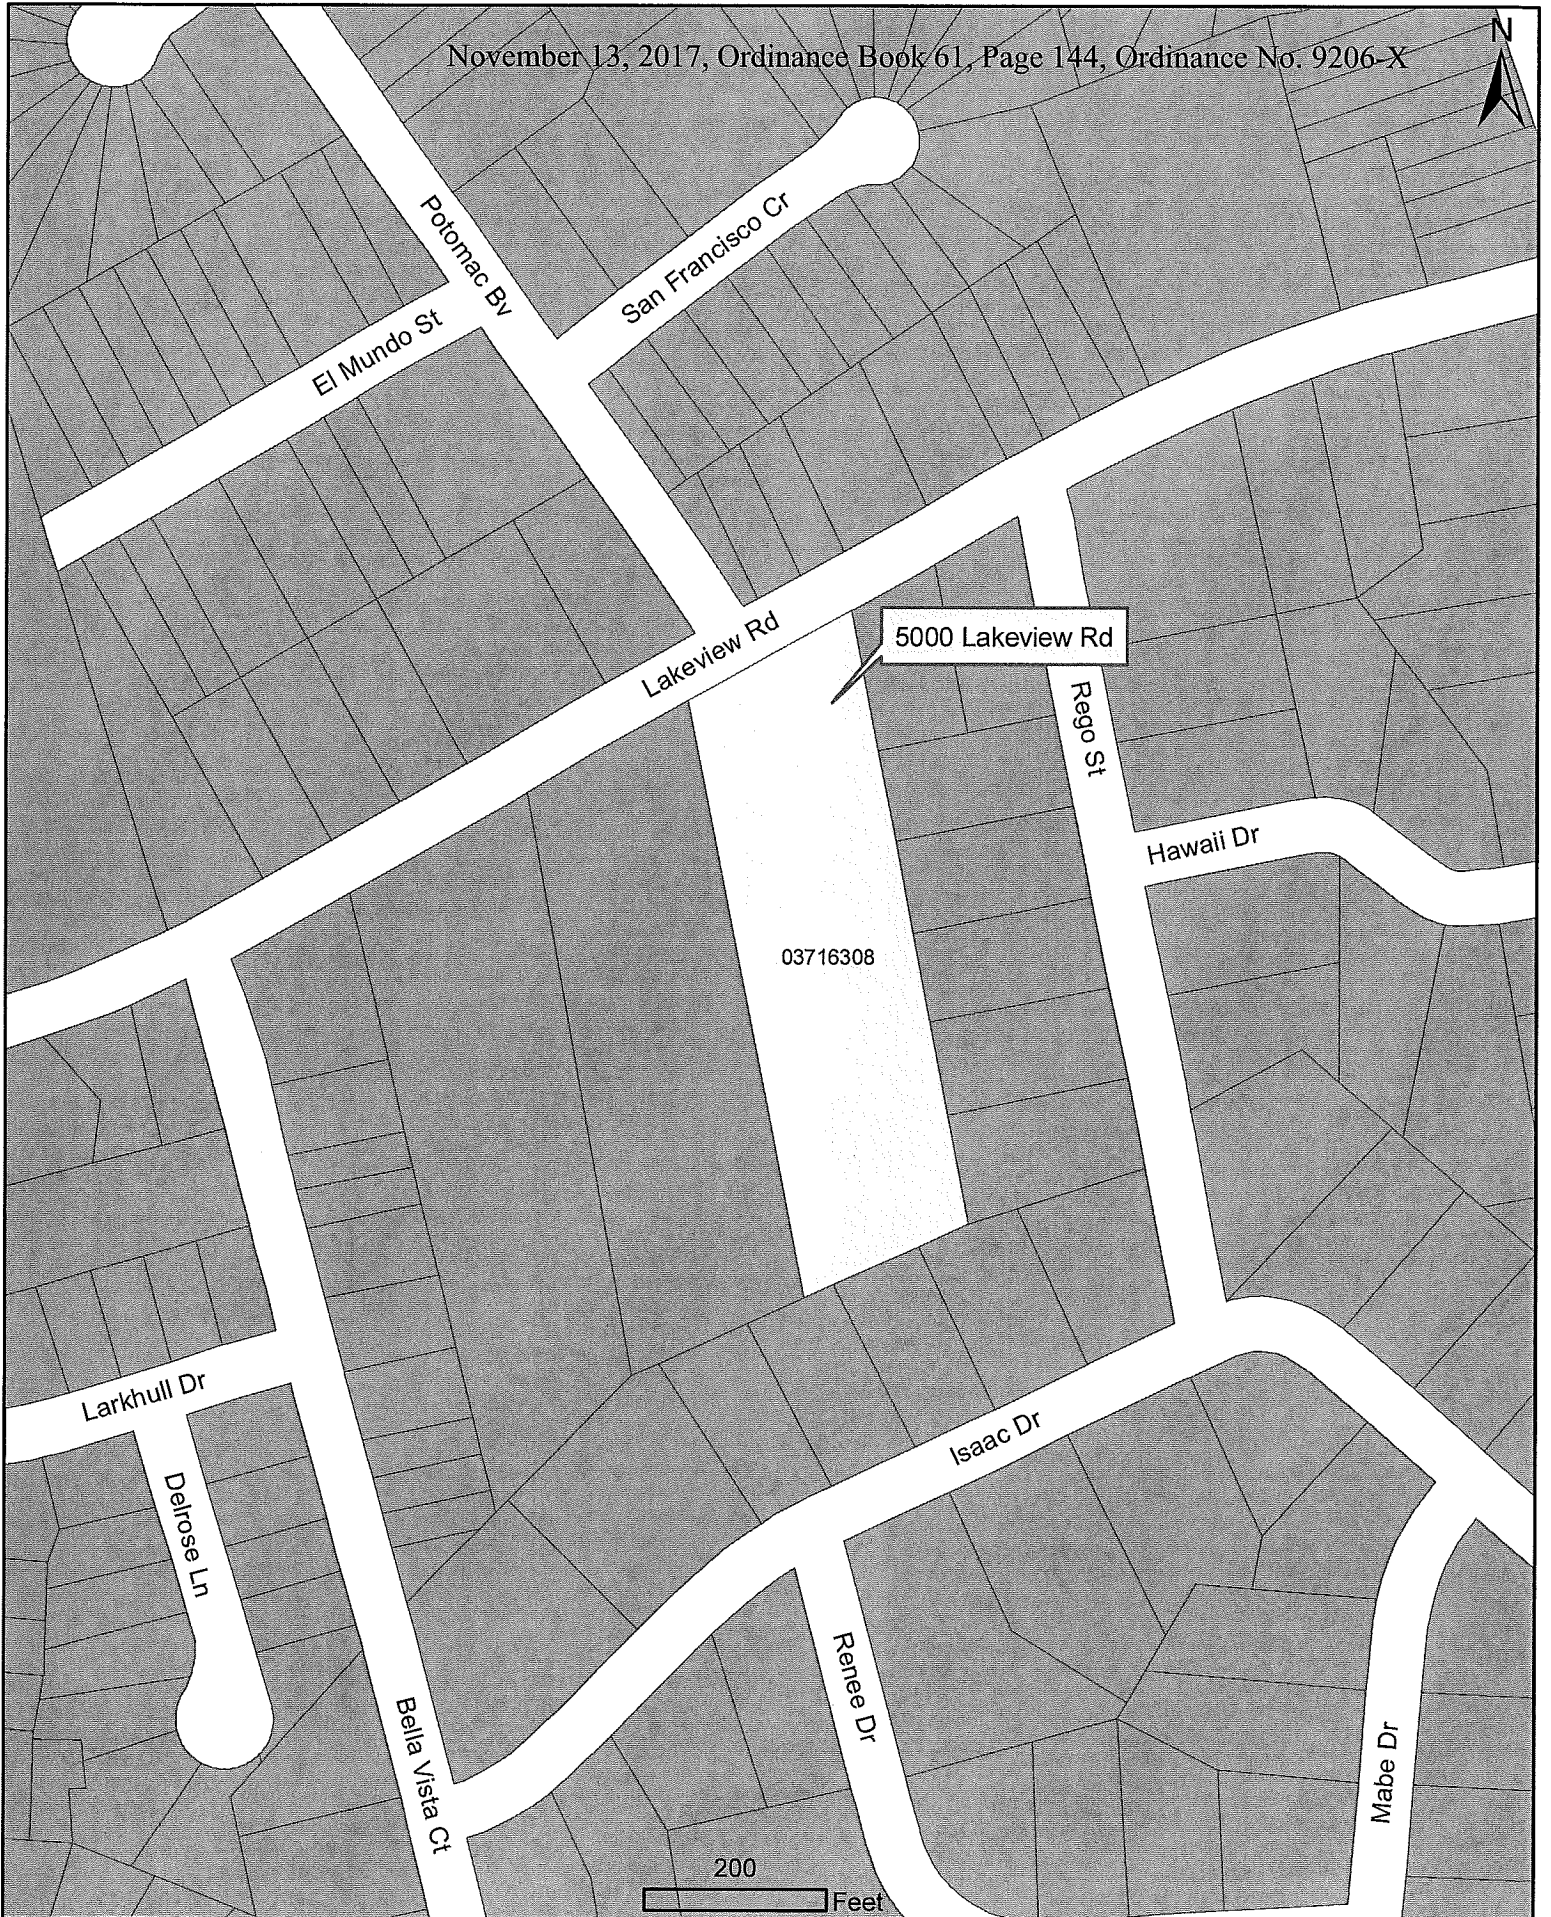 November 13, 2017, Ordinance Book 61, Page 144, Ordinance No. 9206-X
N
Potomac Bv
San Francisco Cr
El Mundo St
Lakeview Rd
5000 Lakeview Rd
Rego St
Hawaii Dr
03716308
Larkhull Dr
Isaac Dr
Delrose Ln
Renee Dr
Bella Vista Ct
Mabe Dr
200
Feet